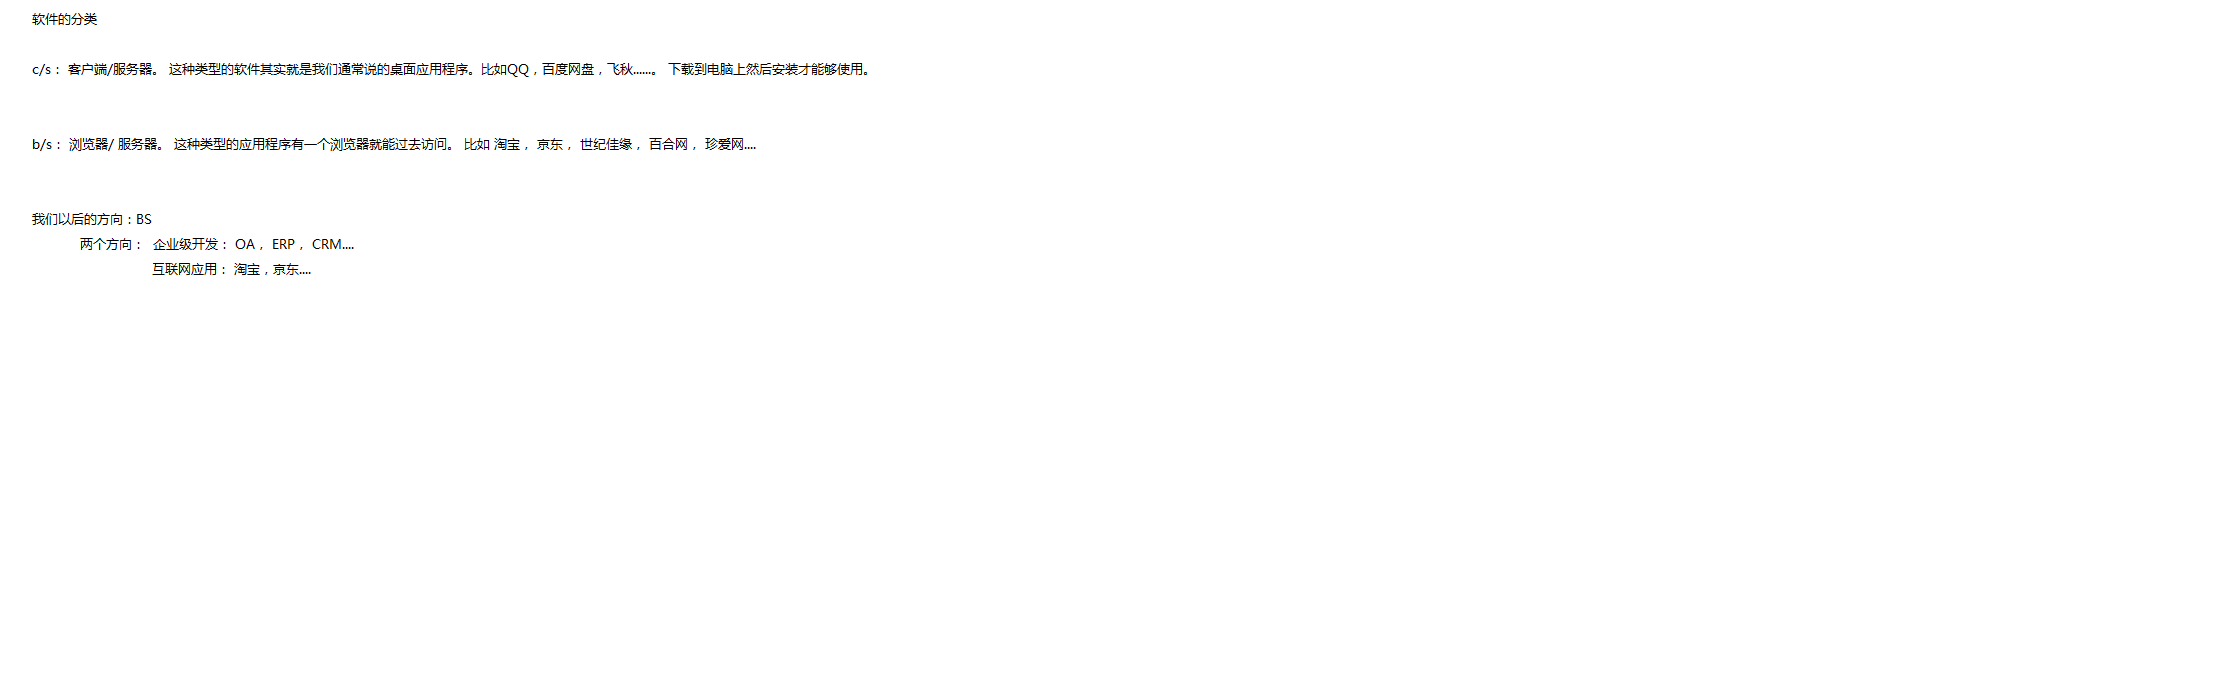 软件的分类
c/s： 客户端/服务器。 这种类型的软件其实就是我们通常说的桌面应用程序。比如QQ，百度网盘，飞秋......。 下载到电脑上然后安装才能够使用。
b/s： 浏览器/ 服务器。 这种类型的应用程序有一个浏览器就能过去访问。 比如 淘宝， 京东， 世纪佳缘， 百合网， 珍爱网....
我们以后的方向：BS
两个方向： 企业级开发： OA， ERP， CRM....
互联网应用： 淘宝，京东....